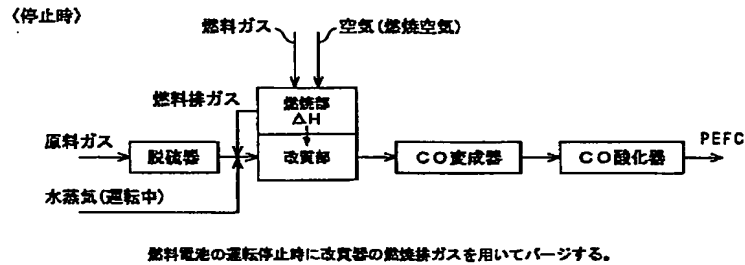 〈停止時〉
燃料ガス
空気(燃焼空気)
燃料排ガス
燃焼部
△H
原料ガス
脱硫器
改質部
CO変成器
CO酸化器
PEFC
水蒸気(運転中)
燃料電池の運転停止時に改質器の燃焼排ガスを用いてパージする。